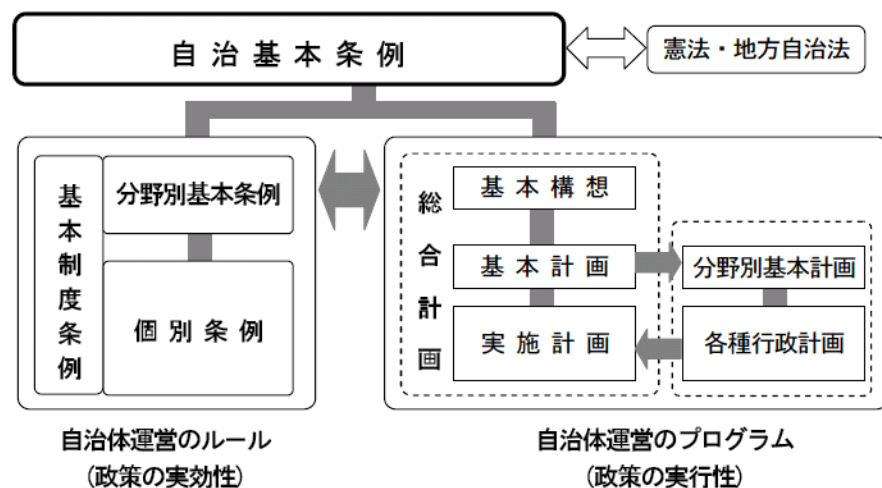 自治基本条例
憲法・地方自治法
基本制度条例
分野別基本条例
個別条例
総合計画
基本構想
基本計画
実施計画
分野別基本計画
各種行政計画
自治体運営のルール
(政策の実効性)
自治体運営のプログラム
(政策の実行性)